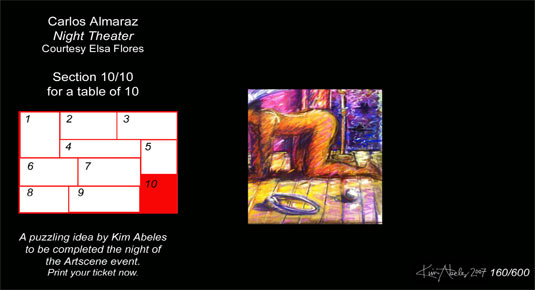 Carlos Almaraz
Night Theater
Courtesy Elsa Flores
Section 10/10
for a table of 10
1
2
3
4
5
6
7
8
9
10
A puzzling idea by Kim Abeles
to be completed the night of
the Artscene event.
Print your ticket now.
Kim Abeles 2007 160/600